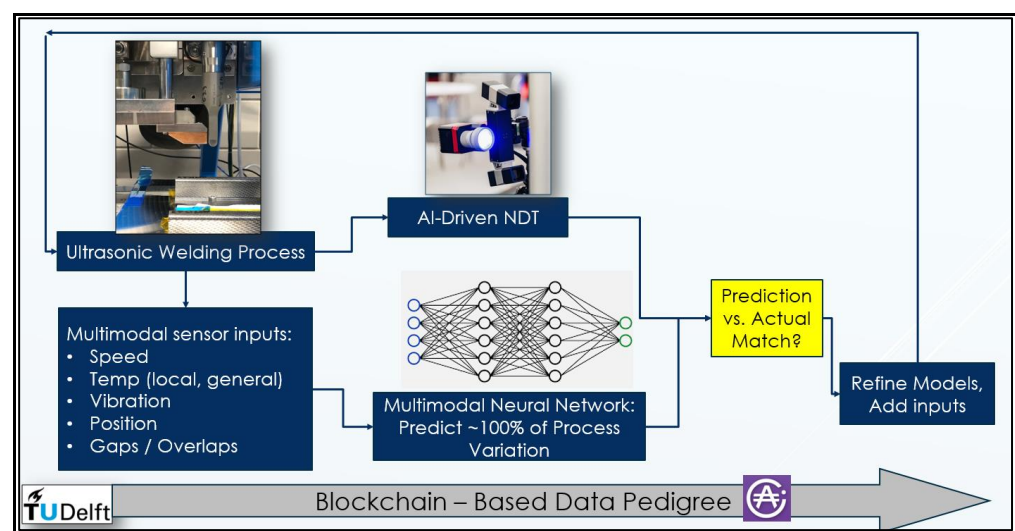 AI-Driven NDT
Ultrasonic Welding Process
Multimodal sensor inputs:
• Speed
• Temp (local, general)
• Vibration
• Position
• Gaps / Overlaps
Multimodal Neural Network:
Predict ~100% of Process
Variation
Prediction
vs. Actual
Match?
Refine Models,
Add inputs
TUDelft
Blockchain – Based Data Pedigree